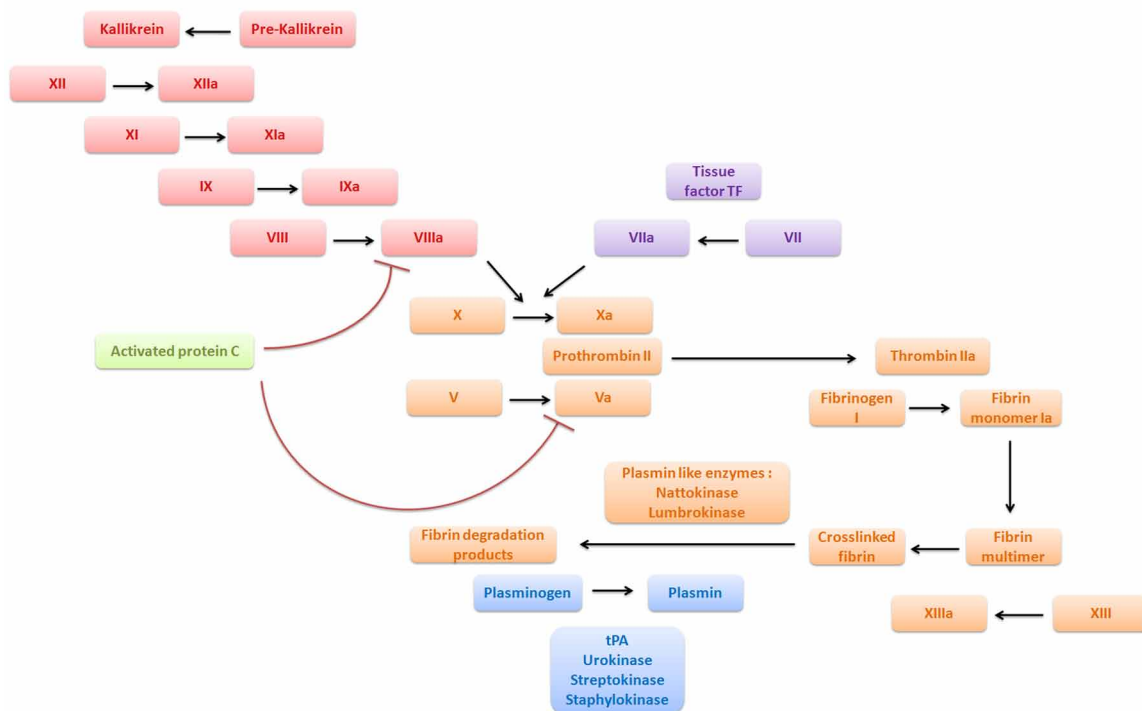 Kallikrein
Pre-Kallikrein
XII
XIIa
XI
XIa
IX
IXa
Tissue
factor TF
VIII
VIIIa
VIIa
VII
X
Xa
Activated protein C
Prothrombin II
Thrombin IIa
V
Va
Fibrinogen
I
Fibrin
monomer Ia
Plasmin like enzymes :
Nattokinase
Lumbrokinase
Fibrin degradation
products
Crosslinked
fibrin
Fibrin
multimer
Plasminogen
Plasmin
XIIIa
XIII
tPA
Urokinase
Streptokinase
Staphylokinase